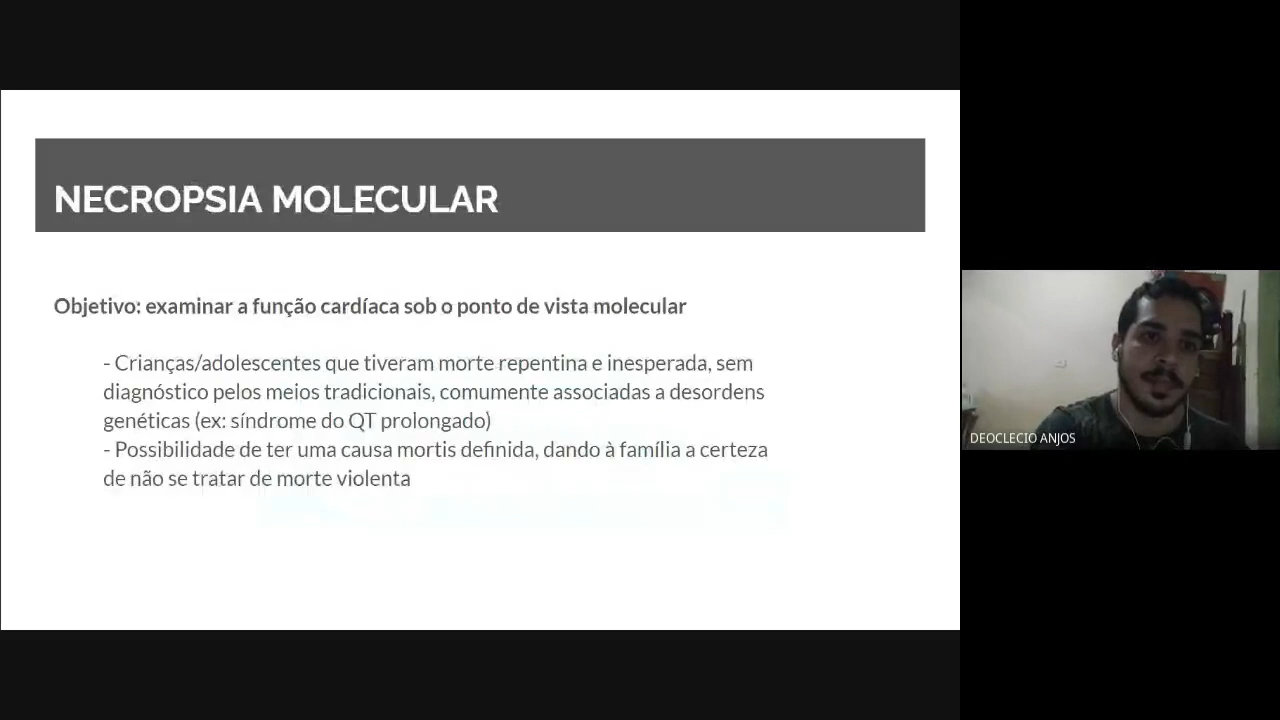 NECROPSIA MOLECULAR
Objetivo: examinar a função cardíaca sob o ponto de vista molecular
- Crianças/adolescentes que tiveram morte repentina e inesperada, sem
diagnóstico pelos meios tradicionais, comumente associadas a desordens
genéticas (ex: síndrome do QT prolongado)
- Possibilidade de ter uma causa mortis definida, dando à família a certeza
de não se tratar de morte violenta
DEOCLECIO ANJOS